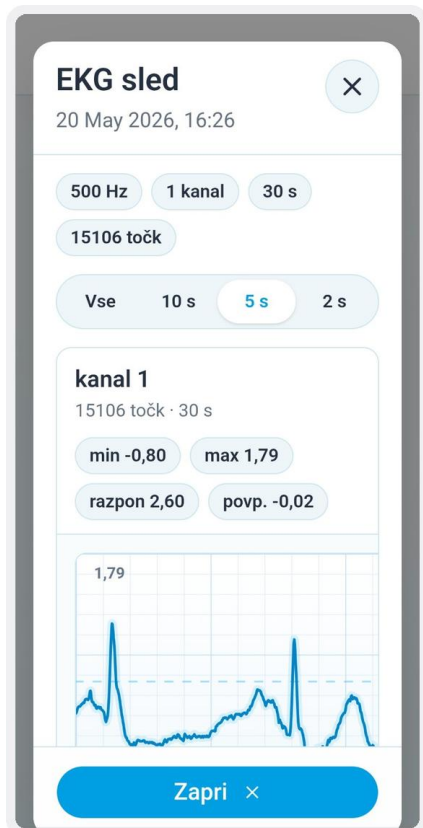 EKG sled
20 May 2026, 16:26
500 Hz 1 kanal 30 s
15106 točk
Vse 10 s 5 s 2 s
kanal 1
15106 točk · 30 s
min -0,80 max 1,79
razpon 2,60 povp. -0,02
1,79
Zapri ×